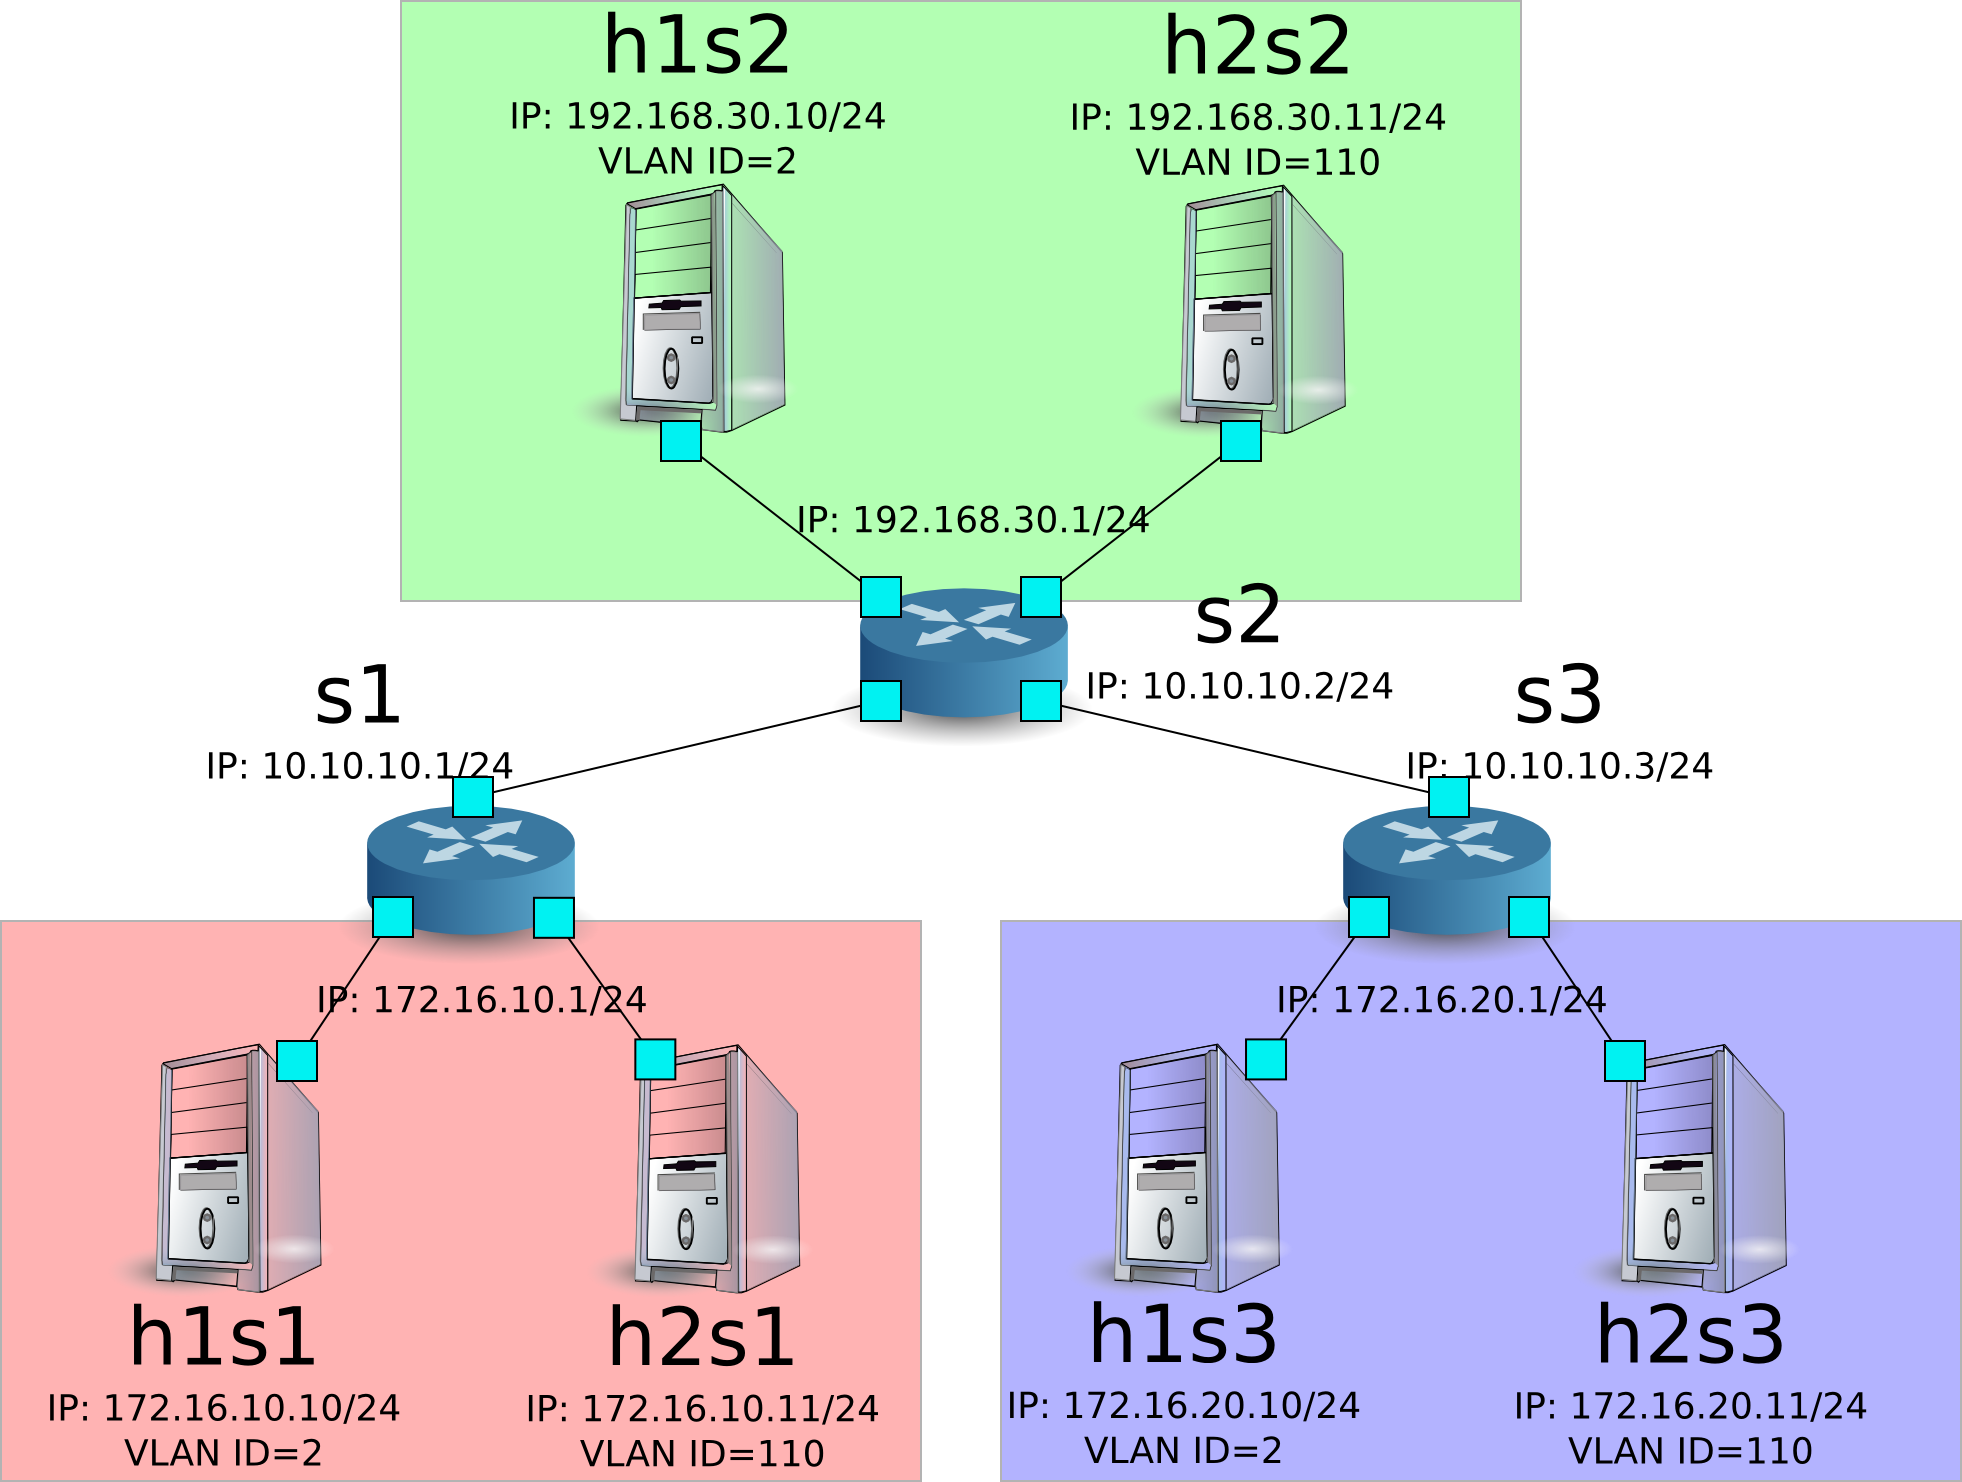 h1s2
IP: 192.168.30.10/24
VLAN ID=2
h2s2
IP: 192.168.30.11/24
VLAN ID=110
IP: 192.168.30.1/24
s2
IP: 10.10.10.2/24
s1
IP: 10.10.10.1/24
s3
IP: 10.10.10.3/24
IP: 172.16.10.1/24
IP: 172.16.20.1/24
h1s1
IP: 172.16.10.10/24
VLAN ID=2
h2s1
IP: 172.16.10.11/24
VLAN ID=110
h1s3
IP: 172.16.20.10/24
VLAN ID=2
h2s3
IP: 172.16.20.11/24
VLAN ID=110